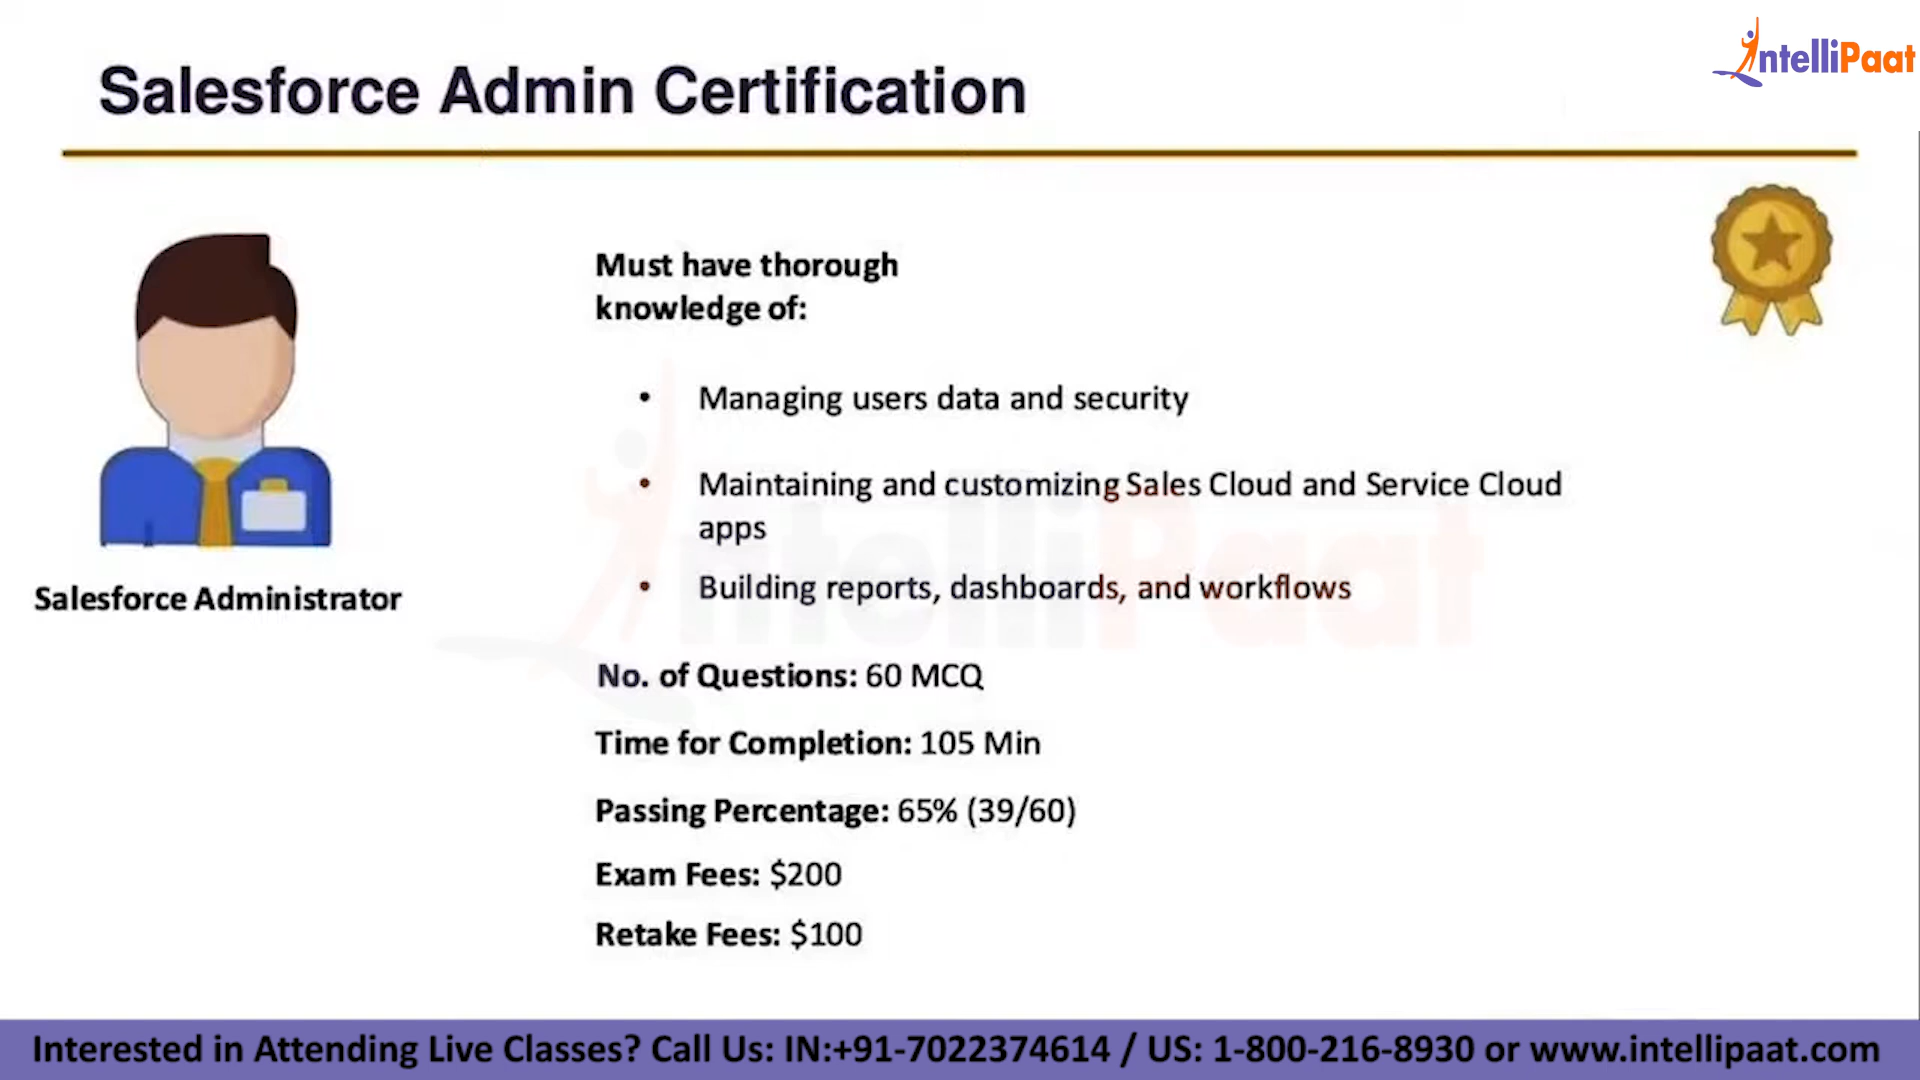 Salesforce Admin Certification
IntelliPaat
Must have thorough
knowledge of:
• Managing users data and security
• Maintaining and customizing Sales Cloud and Service Cloud
apps
• Building reports, dashboards, and workflows
Salesforce Administrator
IntelliPaat
No. of Questions: 60 MCQ
Time for Completion: 105 Min
Passing Percentage: 65% (39/60)
Exam Fees: $200
Retake Fees: $100
Interested in Attending Live Classes? Call Us: IN:+91-7022374614 / US: 1-800-216-8930 or www.intellipaat.com